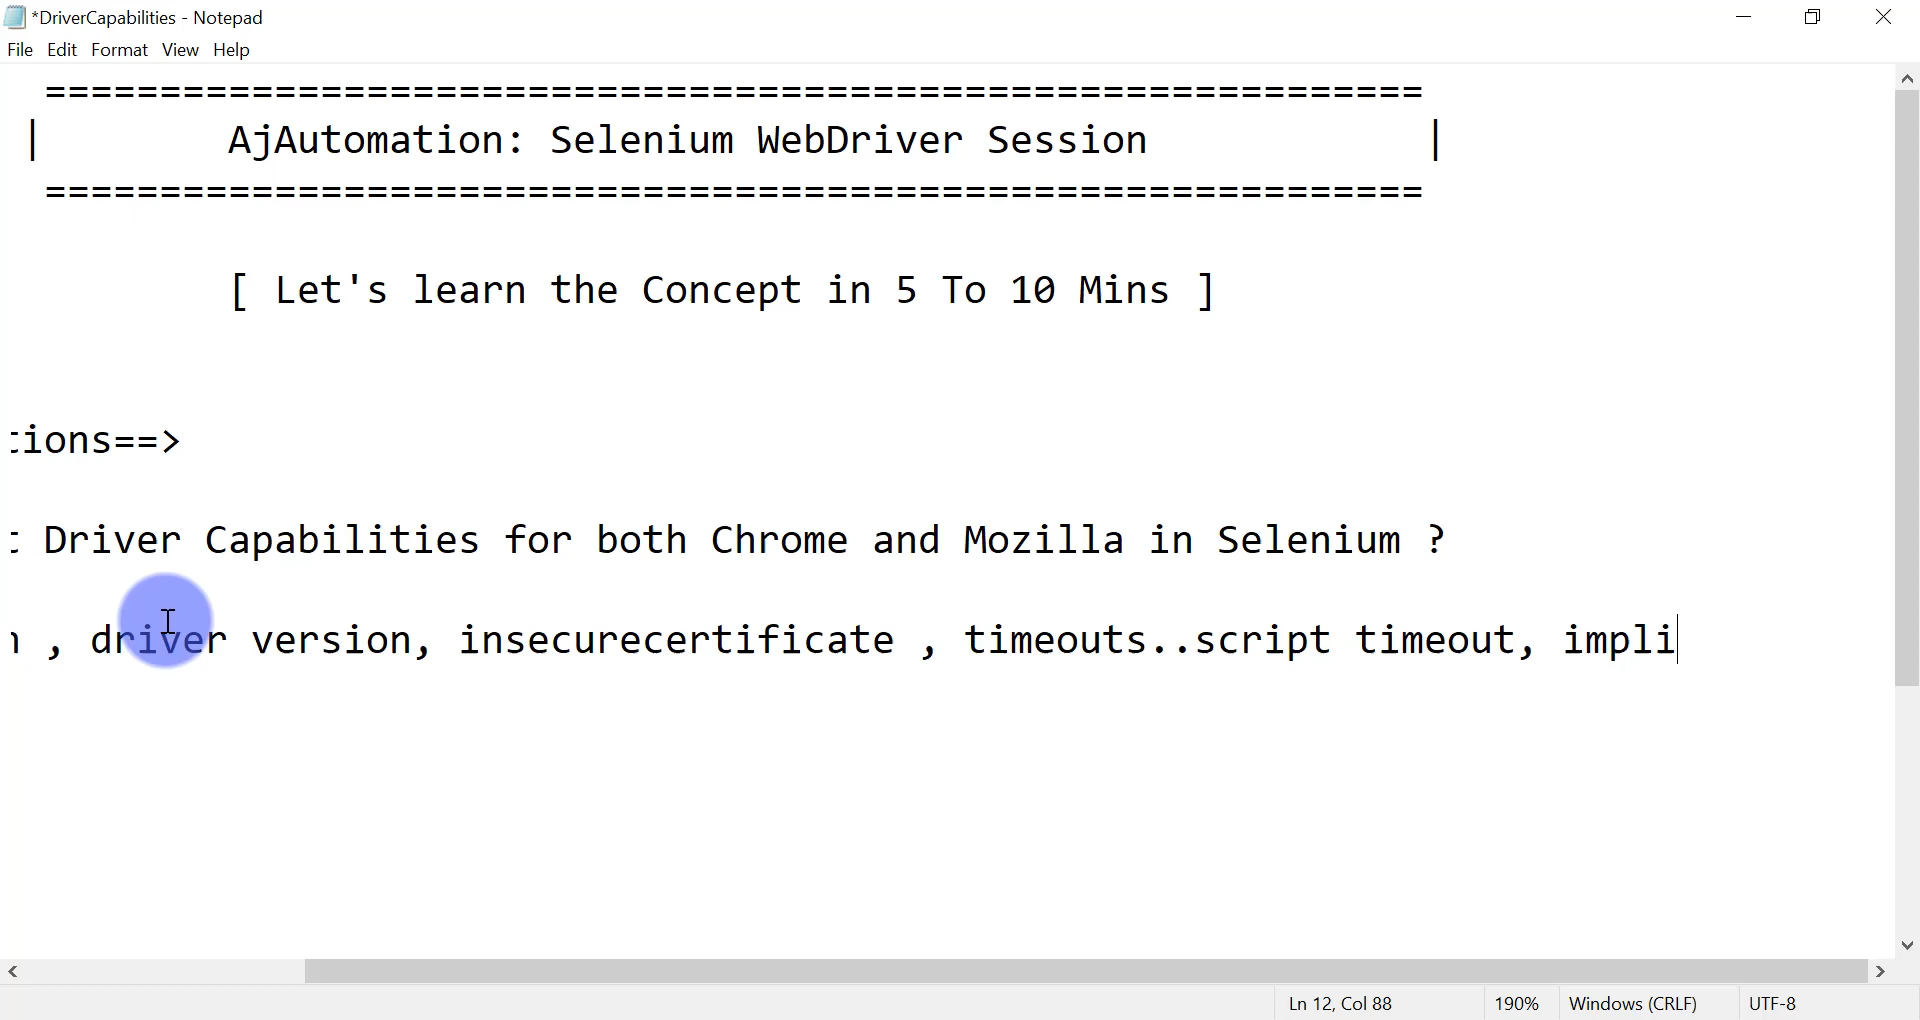 *DriverCapabilities - Notepad
File Edit Format View Help
============================================================
| AjAutomation: Selenium WebDriver Session |
============================================================
[ Let's learn the Concept in 5 To 10 Mins ]
tions==>
t Driver Capabilities for both Chrome and Mozilla in Selenium ?
n , driver version, insecurecertificate , timeouts..script timeout, impli
Ln 12, Col 88 190% Windows (CRLF) UTF-8